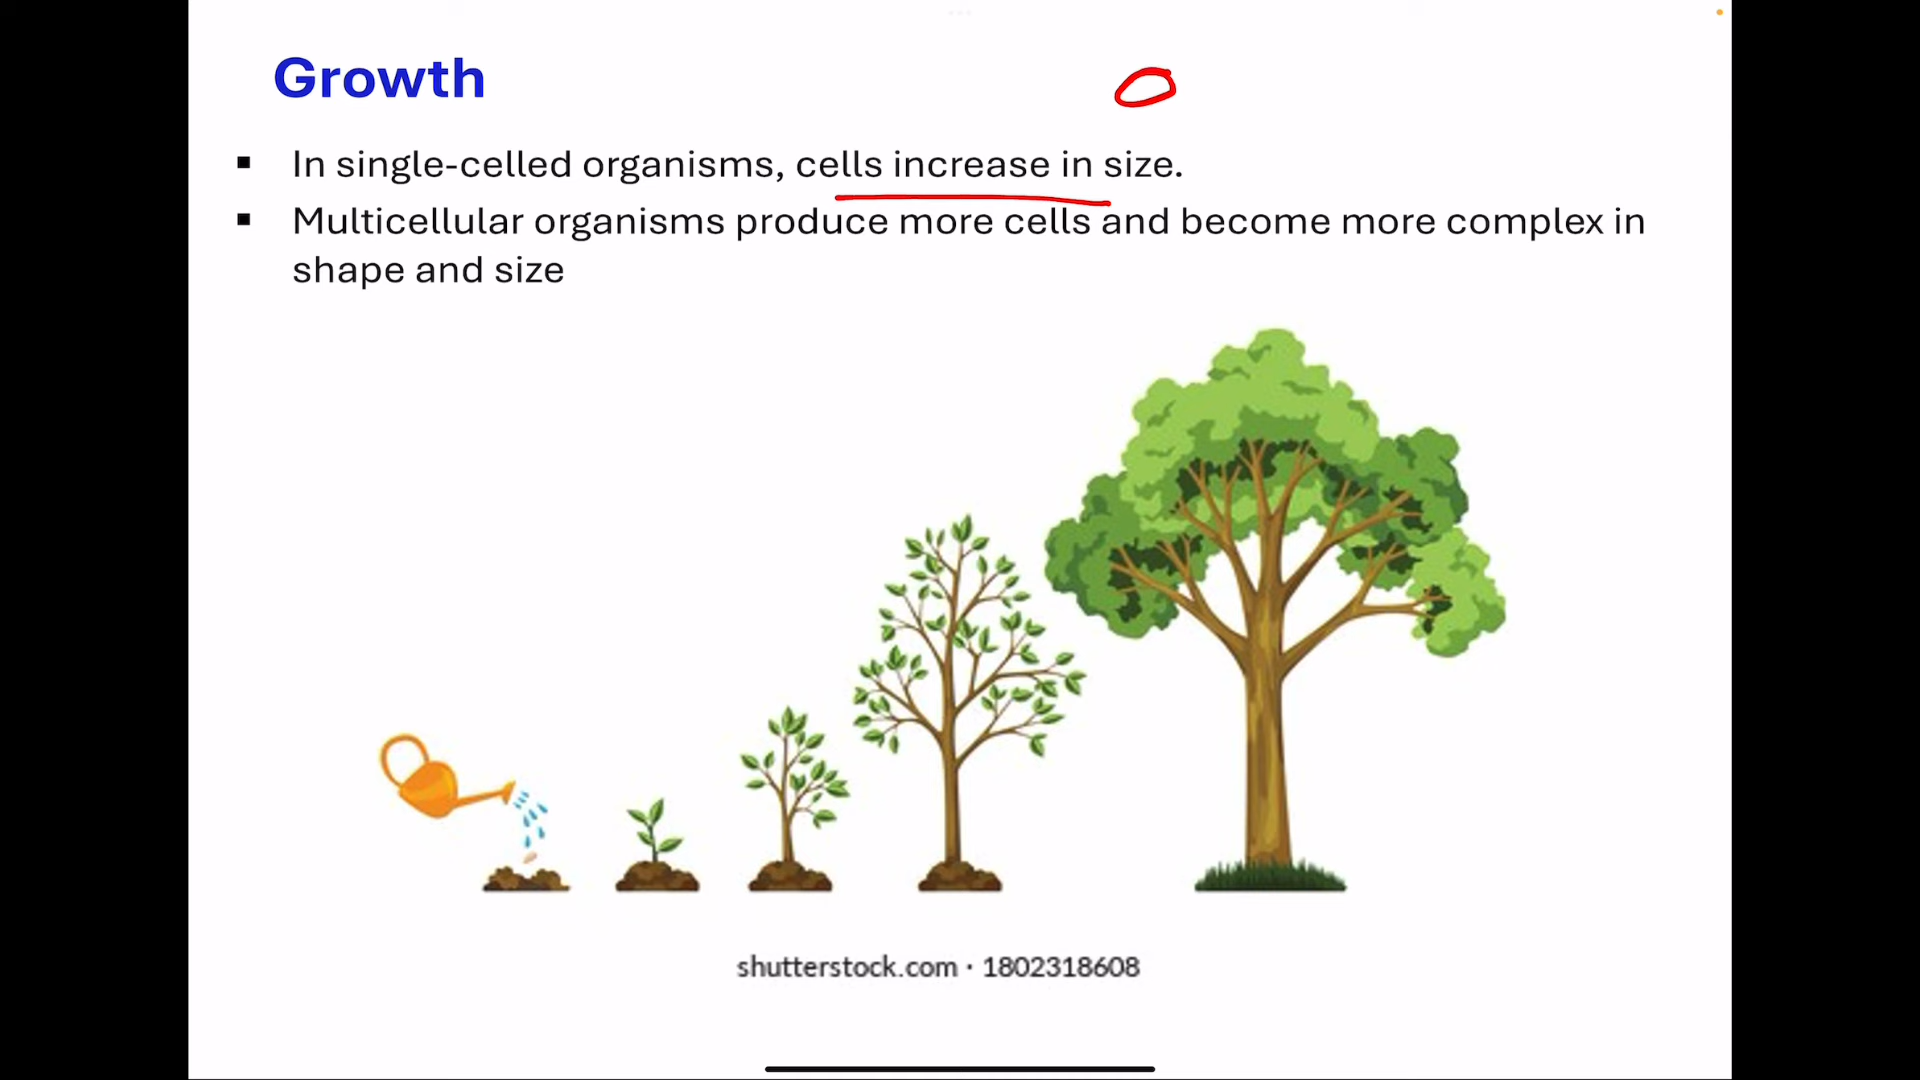 Growth
▪ In single-celled organisms, cells increase in size.
▪ Multicellular organisms produce more cells and become more complex in
shape and size
shutterstock.com · 1802318608